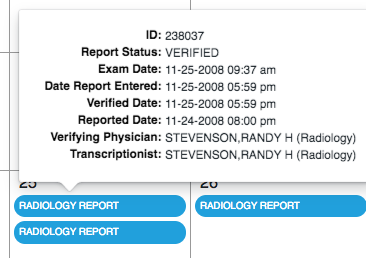 ID: 238037
Report Status: VERIFIED
Exam Date: 11-25-2008 09:37 am
Date Report Entered: 11-25-2008 05:59 pm
Verified Date: 11-25-2008 05:59 pm
Reported Date: 11-24-2008 08:00 pm
Verifying Physician: STEVENSON,RANDY H (Radiology)
Transcriptionist: STEVENSON,RANDY H (Radiology)
25 26
RADIOLOGY REPORT RADIOLOGY REPORT
RADIOLOGY REPORT